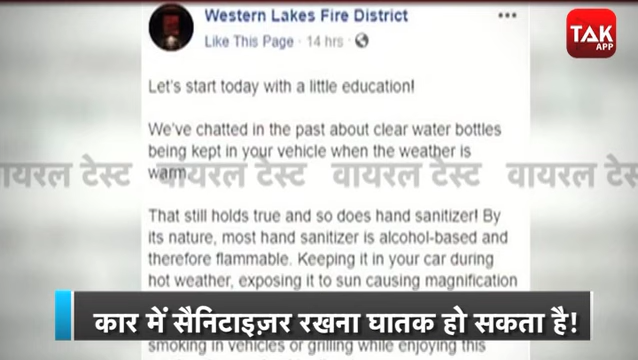 Western Lakes Fire District
Like This Page · 14 hrs ·
TAK
APP
Let's start today with a little education!
We've chatted in the past about clear water bottles
being kept in your vehicle when the weather is
warm
वायरल टेस्ट वायरल टेस्ट वायरल टेस्ट
That still holds true and so does hand sanitizer! By
its nature, most hand sanitizer is alcohol-based and
therefore flammable. Keeping it in your car during
hot weather, exposing it to sun causing magnification
कार में सैनिटाइज़र रखना घातक हो सकता है!
smoking in vehicles or grilling while enjoying this